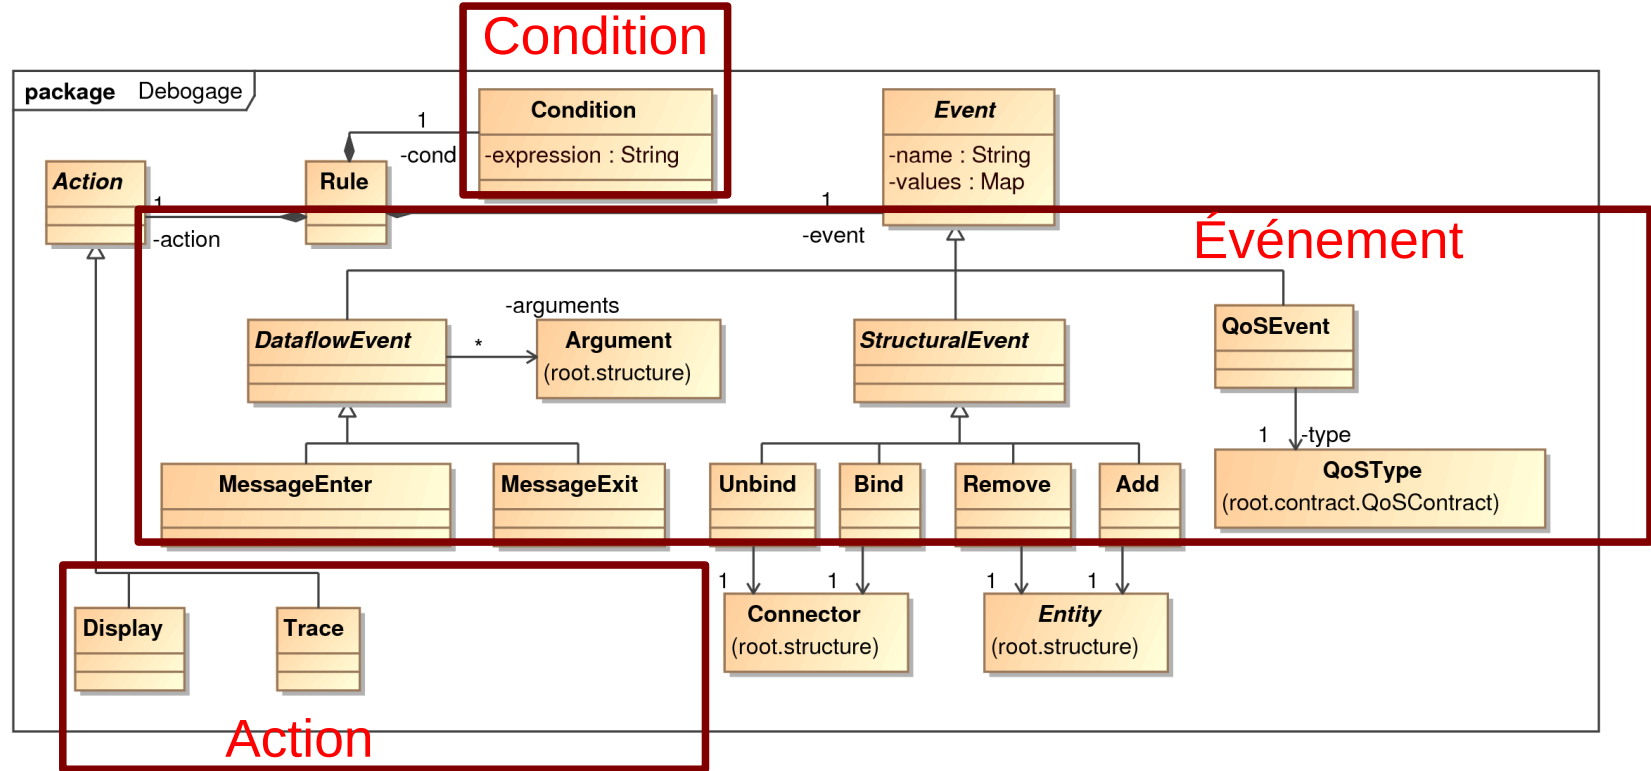 Condition
package Debogage
Condition
-expression : String
Event
-name : String
-values : Map
1
-cond
Action
Rule
1
-action
1
-event
Événement
-arguments
DataflowEvent
*
Argument
(root.structure)
StructuralEvent
QoSEvent
1
-type
MessageEnter
MessageExit
Unbind
Bind
Remove
Add
QoSType
(root.contract.QoSContract)
1
1
1
1
Display
Trace
Connector
(root.structure)
Entity
(root.structure)
Action